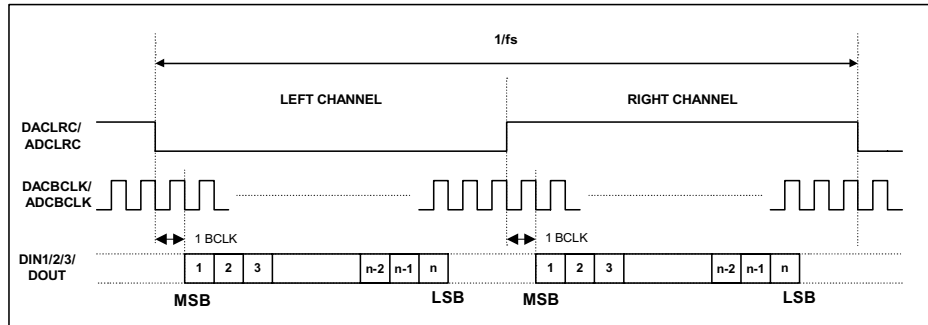 1/fs
LEFT CHANNEL RIGHT CHANNEL
DACLRC/
ADCLRC
DACBCLK/
ADCBCLK
1 BCLK 1 BCLK
DIN1/2/3/
DOUT
1 2 3 n-2 n-1 n 1 2 3 n-2 n-1 n
MSB LSB MSB LSB